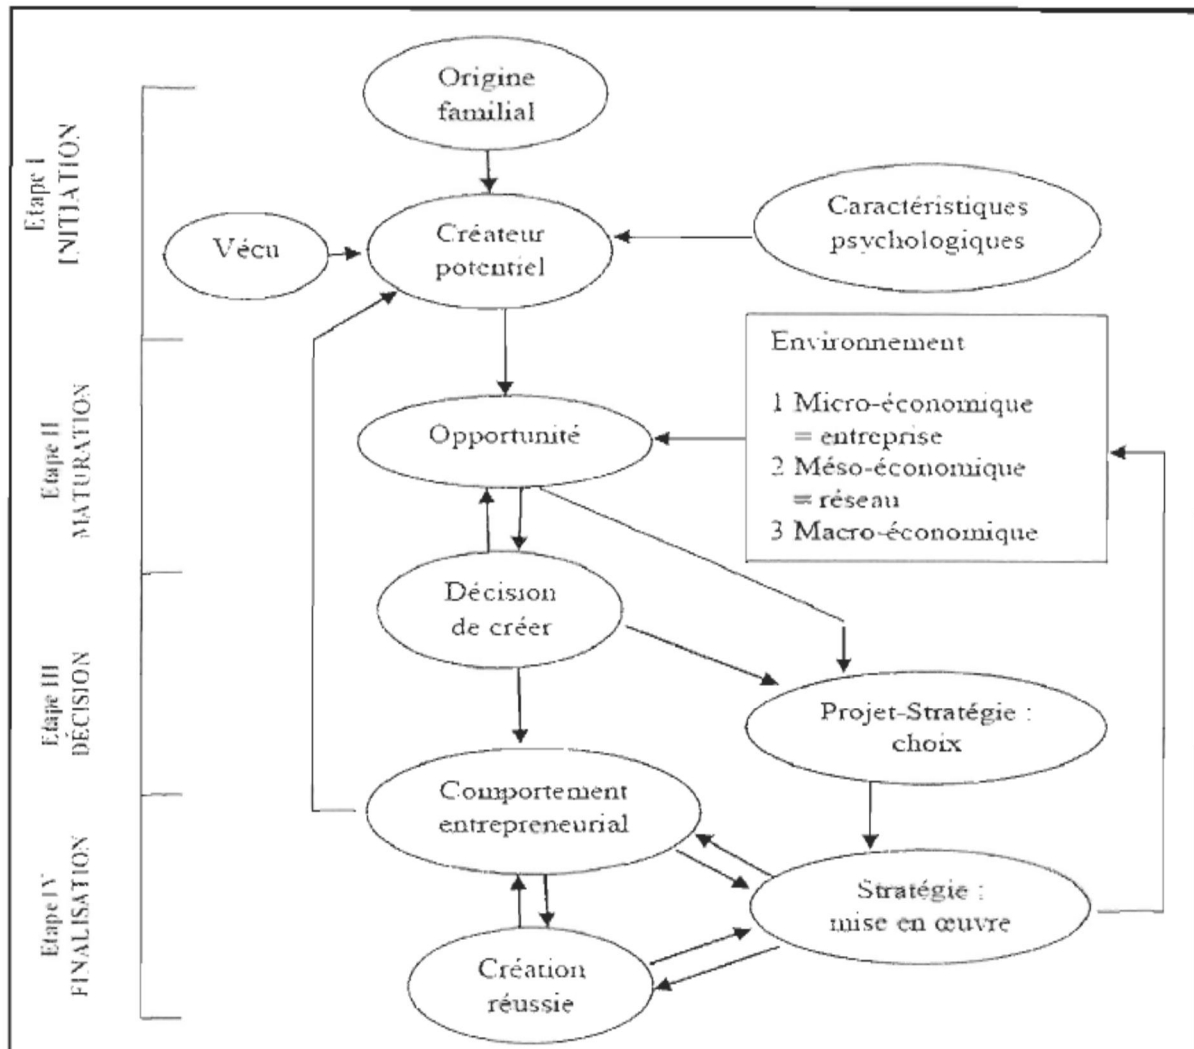 Etape I
INITIATION
Origine
familial
Caractéristiques
psychologiques
Vécu
Créateur
potentiel
Etape II
MATURATION
Environnement
1 Micro-économique
= entreprise
2 Méso-économique
= réseau
3 Macro-économique
Opportunité
Etape III
DÉCISION
Décision
de créer
Projet-Stratégie :
choix
Etape IV
FINALISATION
Comportement
entrepreneurial
Stratégie :
mise en œuvre
Création
réussie